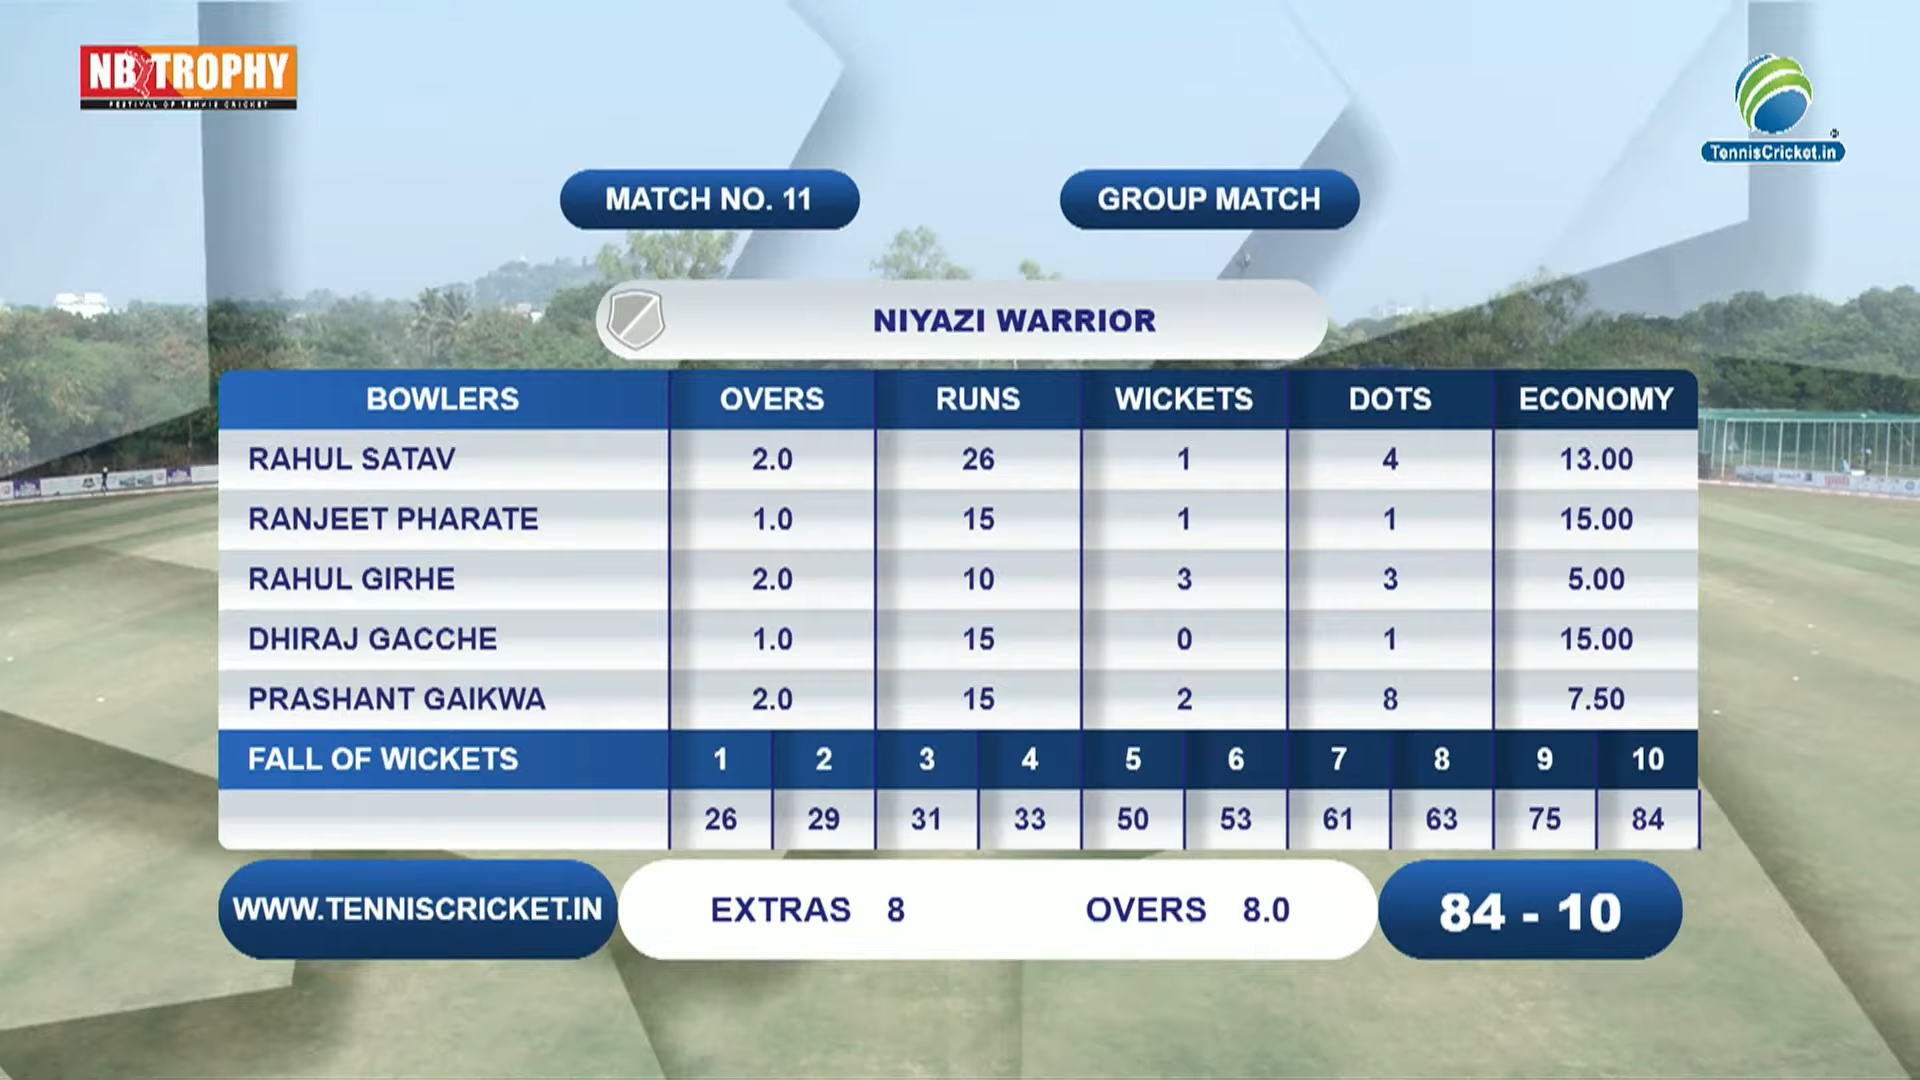 NB TROPHY
FESTIVAL OF TENNIS CRICKET
TennisCricket.in
MATCH NO. 11 GROUP MATCH
NIYAZI WARRIOR
BOWLERS OVERS RUNS WICKETS DOTS ECONOMY
RAHUL SATAV 2.0 26 1 4 13.00
RANJEET PHARATE 1.0 15 1 1 15.00
RAHUL GIRHE 2.0 10 3 3 5.00
DHIRAJ GACCHE 1.0 15 0 1 15.00
PRASHANT GAIKWA 2.0 15 2 8 7.50
FALL OF WICKETS 1 2 3 4 5 6 7 8 9 10
26 29 31 33 50 53 61 63 75 84
WWW.TENNISCRICKET.IN EXTRAS 8 OVERS 8.0 84 - 10